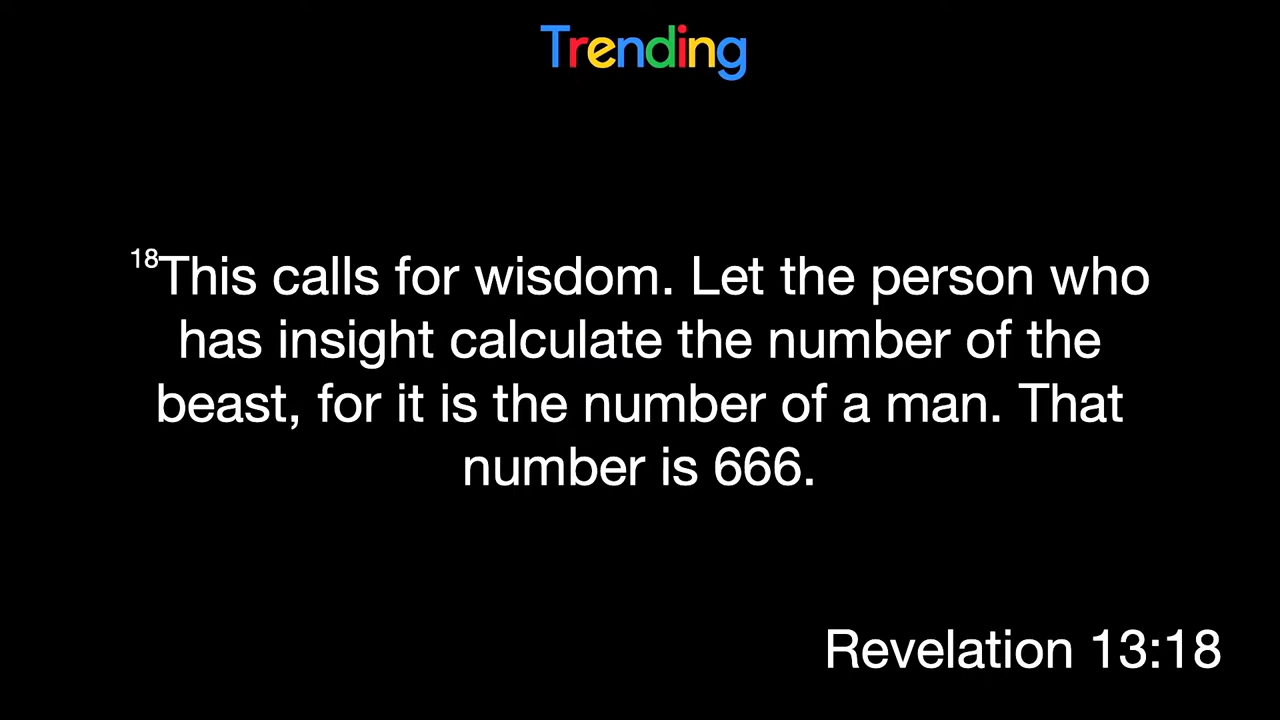 Trending
18This calls for wisdom. Let the person who
has insight calculate the number of the
beast, for it is the number of a man. That
number is 666.
Revelation 13:18